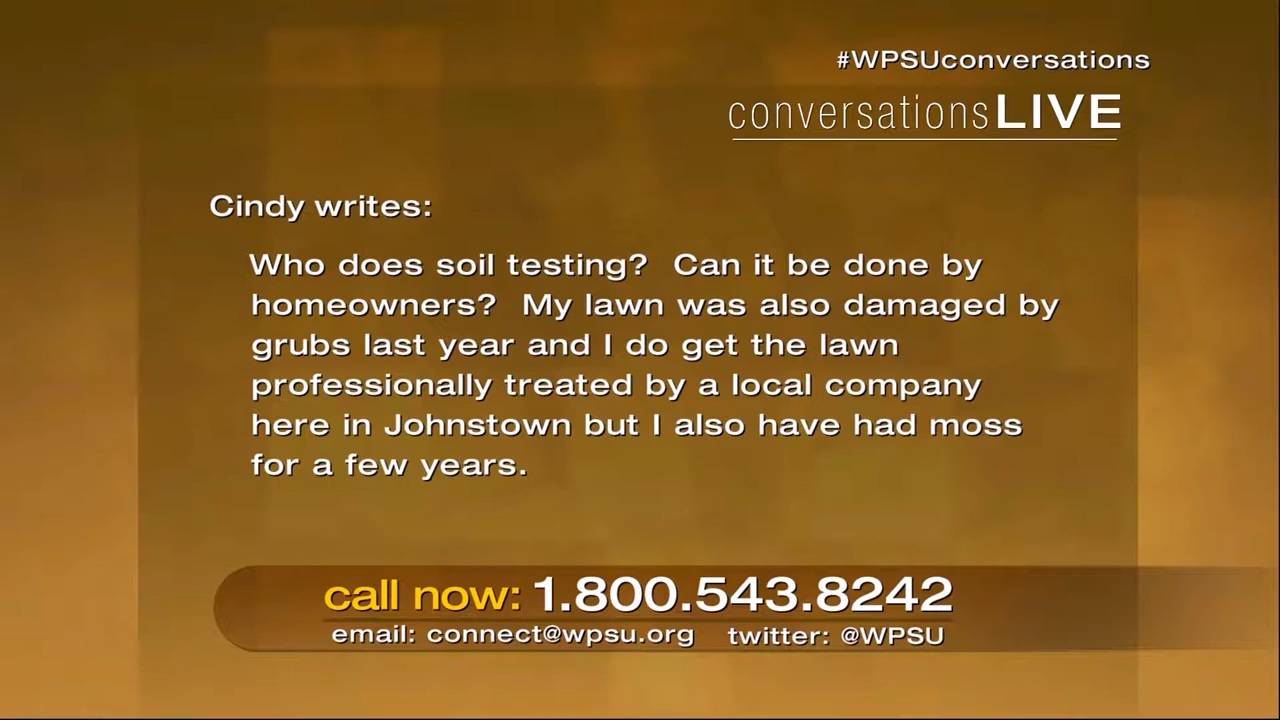 #WPSUconversations
conversationsLIVE
Cindy writes:
Who does soil testing? Can it be done by
homeowners? My lawn was also damaged by
grubs last year and I do get the lawn
professionally treated by a local company
here in Johnstown but I also have had moss
for a few years.
call now: 1.800.543.8242
email: connect@wpsu.org twitter: @WPSU